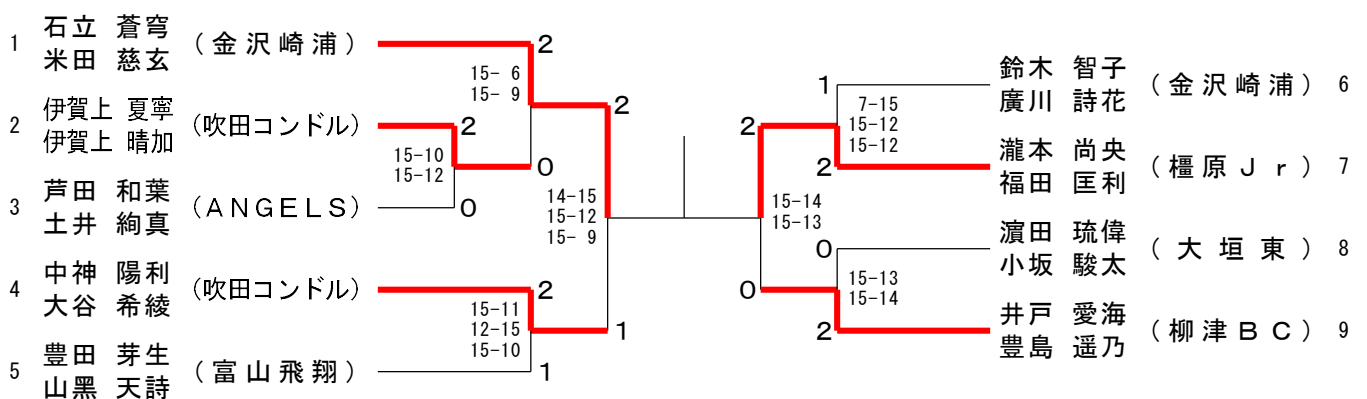 1 石立 蒼穹 (金沢崎浦)
米田 慈玄
2 伊賀上 夏寧 (吹田コンドル)
伊賀上 晴加
3 芦田 和葉 (ANGELS)
土井 絢真
4 中神 陽利 (吹田コンドル)
大谷 希綾
5 豊田 芽生 (富山飛翔)
山黒 天詩
2
15- 6
15- 9
2
0
2
15-10
15-12
0
14-15
15-12
15- 9
2
15-11
12-15
15-10
1
1
鈴木 智子 (金沢崎浦) 6
廣川 詩花
瀧本 尚央 (橿原Jr) 7
福田 匡利
濵田 琉偉 (大垣東) 8
小坂 駿太
井戸 愛海 (柳津BC) 9
豊島 遥乃
1
7-15
15-12
15-12
2
2
15-14
15-13
0
0
15-13
15-14
2